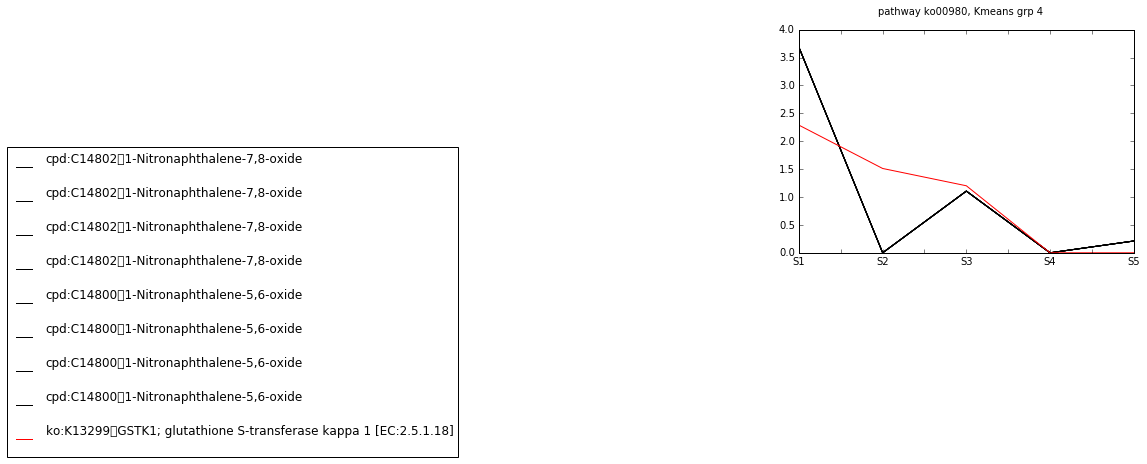 pathway ko00980, Kmeans grp 4
4.0
3.5
3.0
2.5
2.0
1.5
1.0
0.5
0.0
S1 S2 S3 S4 S5
cpd:C14802▯1-Nitronaphthalene-7,8-oxide
cpd:C14802▯1-Nitronaphthalene-7,8-oxide
cpd:C14802▯1-Nitronaphthalene-7,8-oxide
cpd:C14802▯1-Nitronaphthalene-7,8-oxide
cpd:C14800▯1-Nitronaphthalene-5,6-oxide
cpd:C14800▯1-Nitronaphthalene-5,6-oxide
cpd:C14800▯1-Nitronaphthalene-5,6-oxide
cpd:C14800▯1-Nitronaphthalene-5,6-oxide
ko:K13299▯GSTK1; glutathione S-transferase kappa 1 [EC:2.5.1.18]